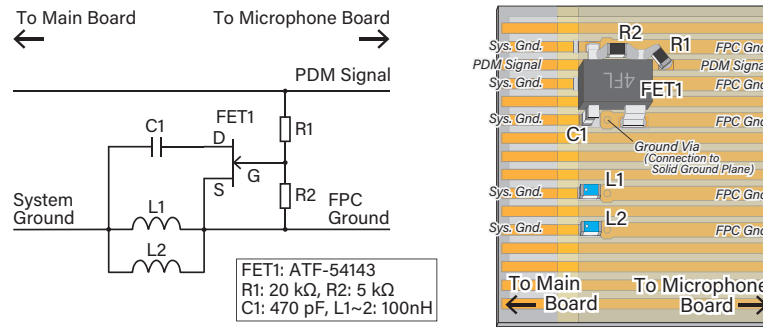 To Main Board
To Microphone Board
PDM Signal
FET1
C1
D
R1
G
S
R2
System
Ground
L1
FPC
Ground
L2
FET1: ATF-54143
R1: 20 kΩ, R2: 5 kΩ
C1: 470 pF, L1~2: 100nH
R2
R1
Sys. Gnd.
FPC Gnd
PDM Signal
PDM Signal
4FL
Sys. Gnd.
FPC Gnd
FET1
Sys. Gnd.
FPC Gnd
C1
Ground Via
(Connection to
Solid Ground Plane)
L1
Sys. Gnd.
FPC Gnd
L2
Sys. Gnd.
FPC Gnd
To Main
Board
To Microphone
Board